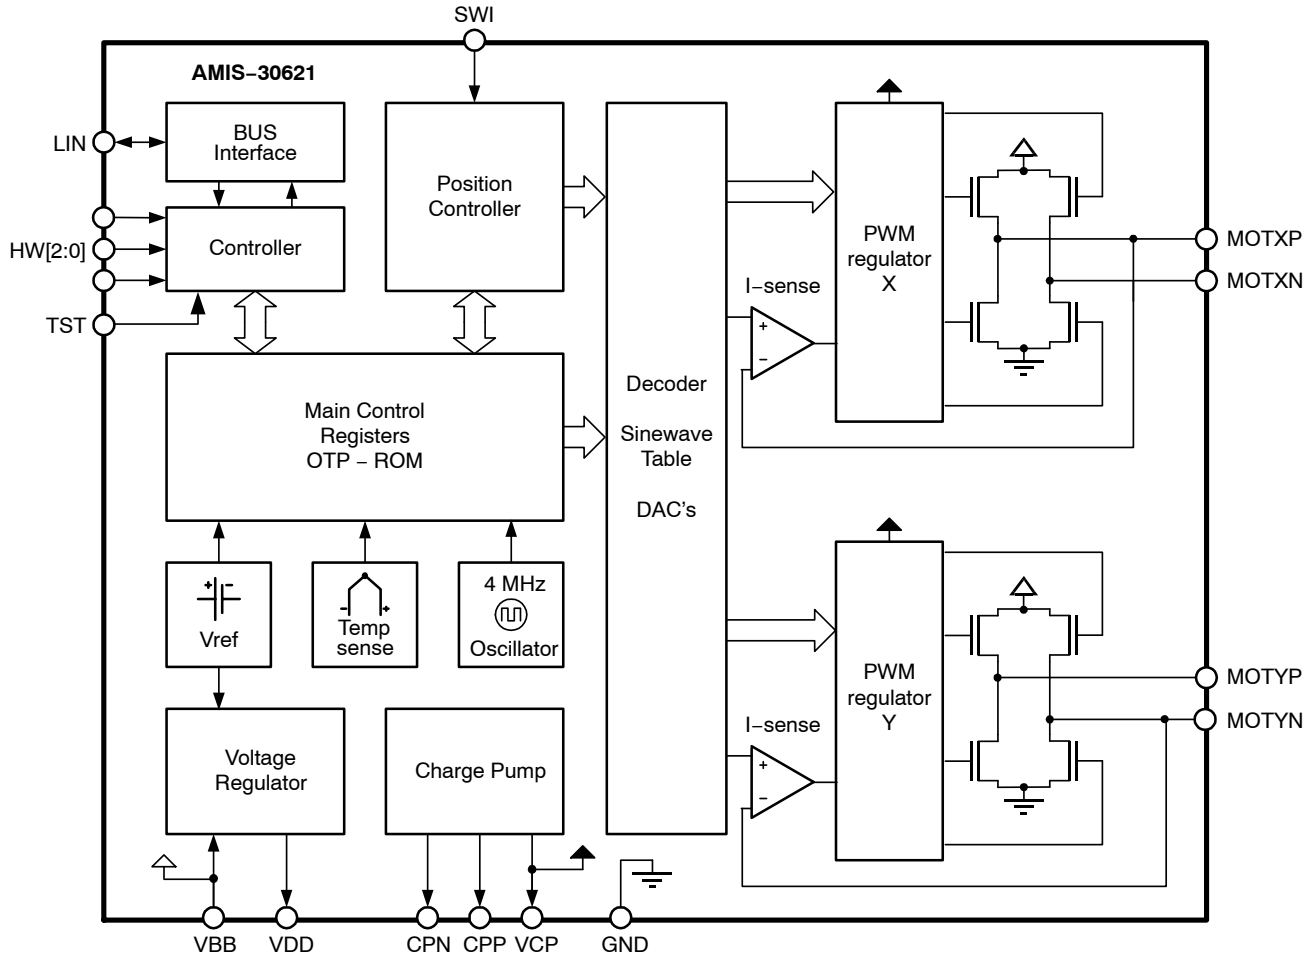 SWI
AMIS−30621
LIN
BUS
Interface
HW[2:0]
Controller
TST
Position
Controller
Main Control
Registers
OTP − ROM
+ −
Vref
− +
Temp
sense
4 MHz
Oscillator
Voltage
Regulator
Charge Pump
Decoder
Sinewave
Table
DAC's
I−sense
+
−
PWM
regulator
X
MOTXP
MOTXN
I−sense
+
−
PWM
regulator
Y
MOTYP
MOTYN
VBB
VDD
CPN
CPP
VCP
GND